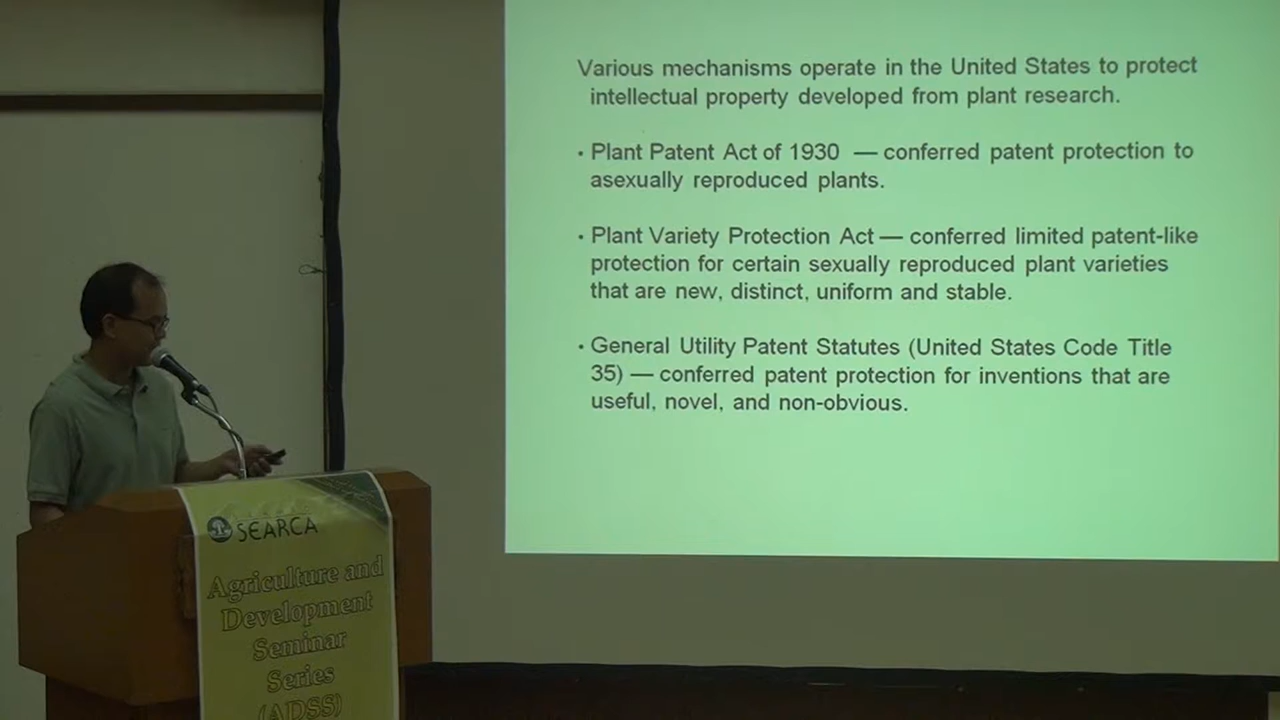 Various mechanisms operate in the United States to protect
intellectual property developed from plant research.
· Plant Patent Act of 1930 — conferred patent protection to
asexually reproduced plants.
· Plant Variety Protection Act — conferred limited patent-like
protection for certain sexually reproduced plant varieties
that are new, distinct, uniform and stable.
· General Utility Patent Statutes (United States Code Title
35) — conferred patent protection for inventions that are
useful, novel, and non-obvious.
SEARCA
Agriculture and
Development
Seminar
Series
(ADSS)